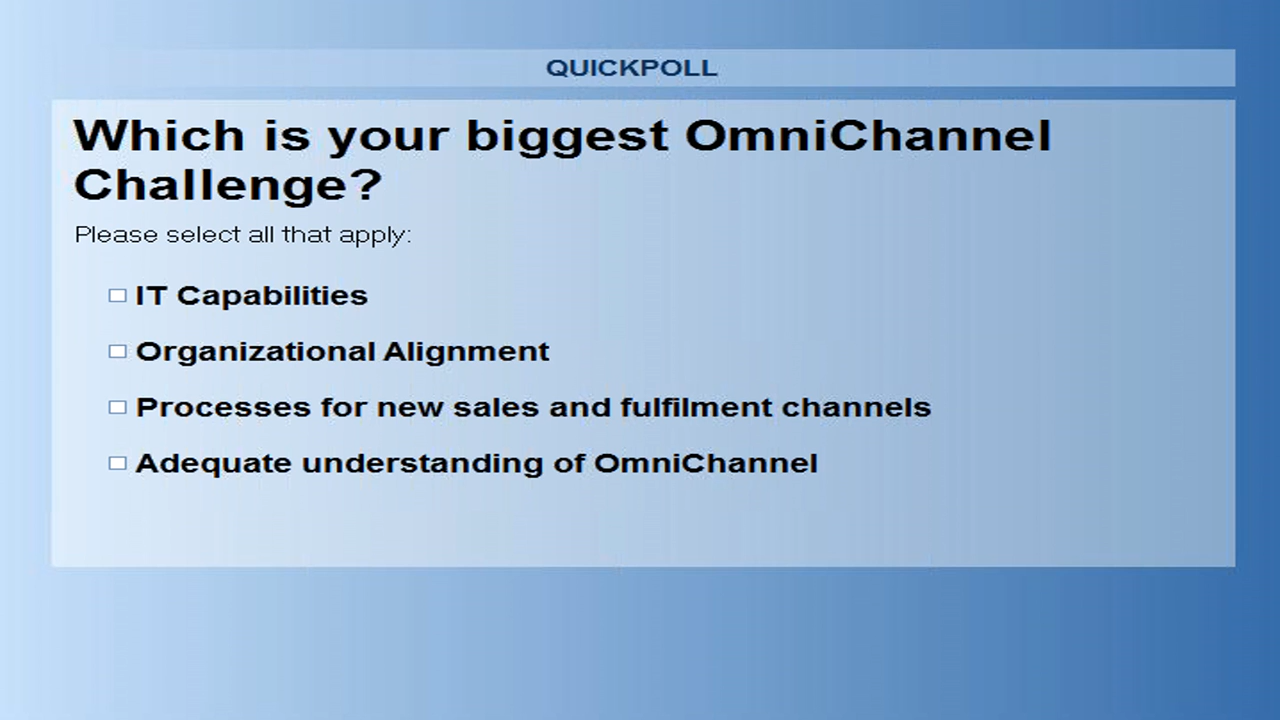 QUICKPOLL
Which is your biggest OmniChannel
Challenge?
Please select all that apply:
IT Capabilities
Organizational Alignment
Processes for new sales and fulfilment channels
Adequate understanding of OmniChannel